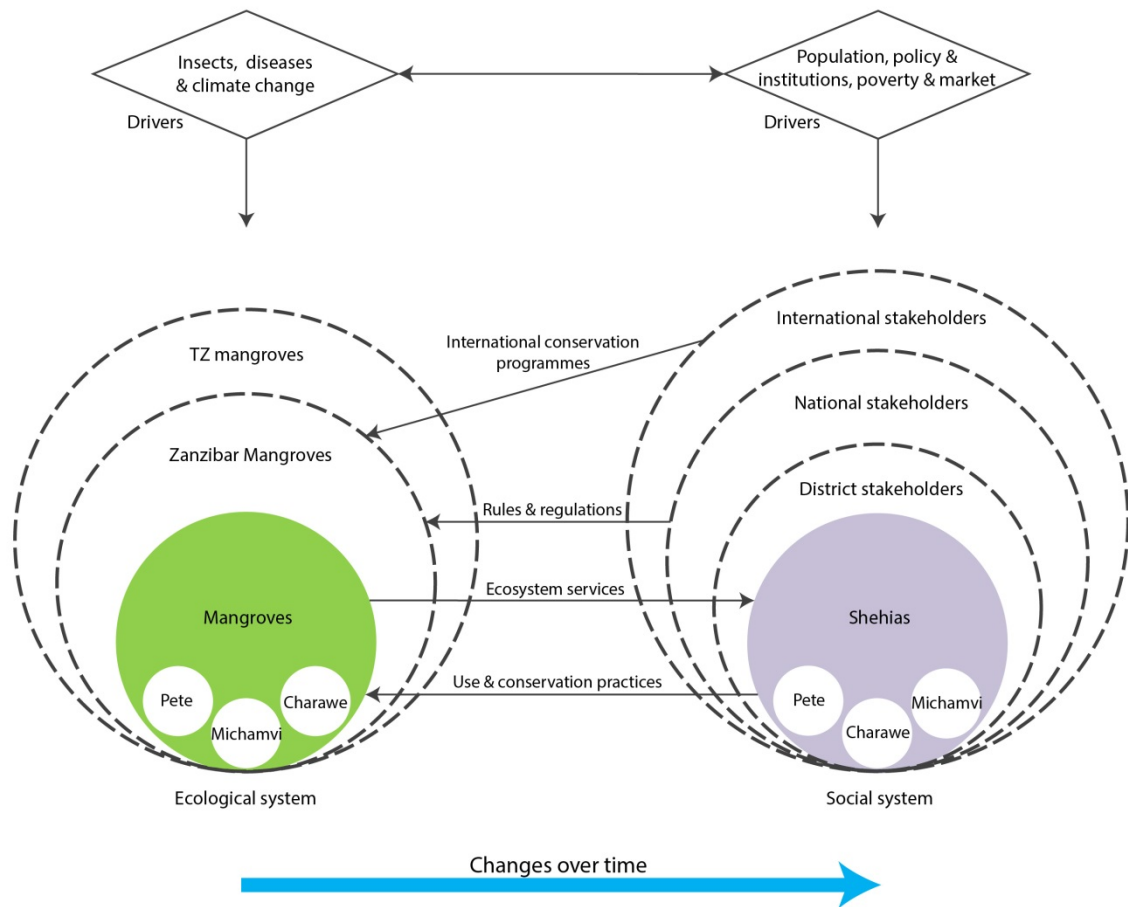 Insects, diseases
& climate change
Population, policy &
institutions, poverty & market
Drivers
Drivers
International stakeholders
International conservation
programmes
TZ mangroves
National stakeholders
Zanzibar Mangroves
District stakeholders
Rules & regulations
Ecosystem services
Mangroves
Shehias
Use & conservation practices
Pete
Charawe
Michamvi
Pete
Michamvi
Charawe
Ecological system
Social system
Changes over time